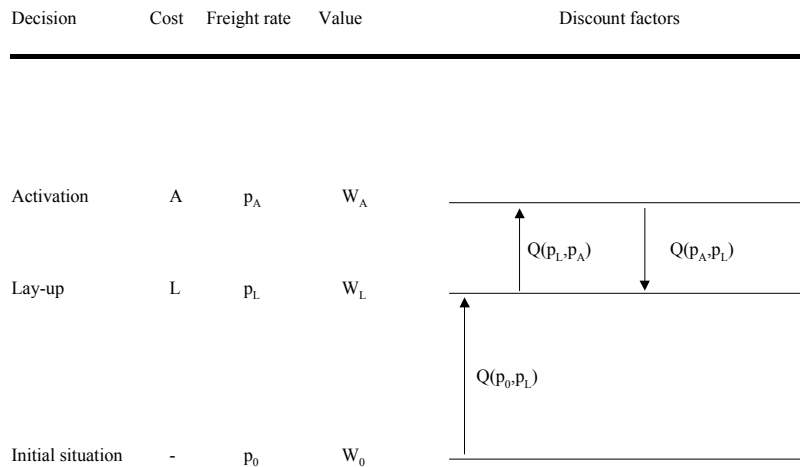 Decision Cost Freight rate Value Discount factors
Activation A p_A W_A
Q(p_L,p_A) Q(p_A,p_L)
Lay-up L p_L W_L
Q(p_0,p_L)
Initial situation - p_0 W_0